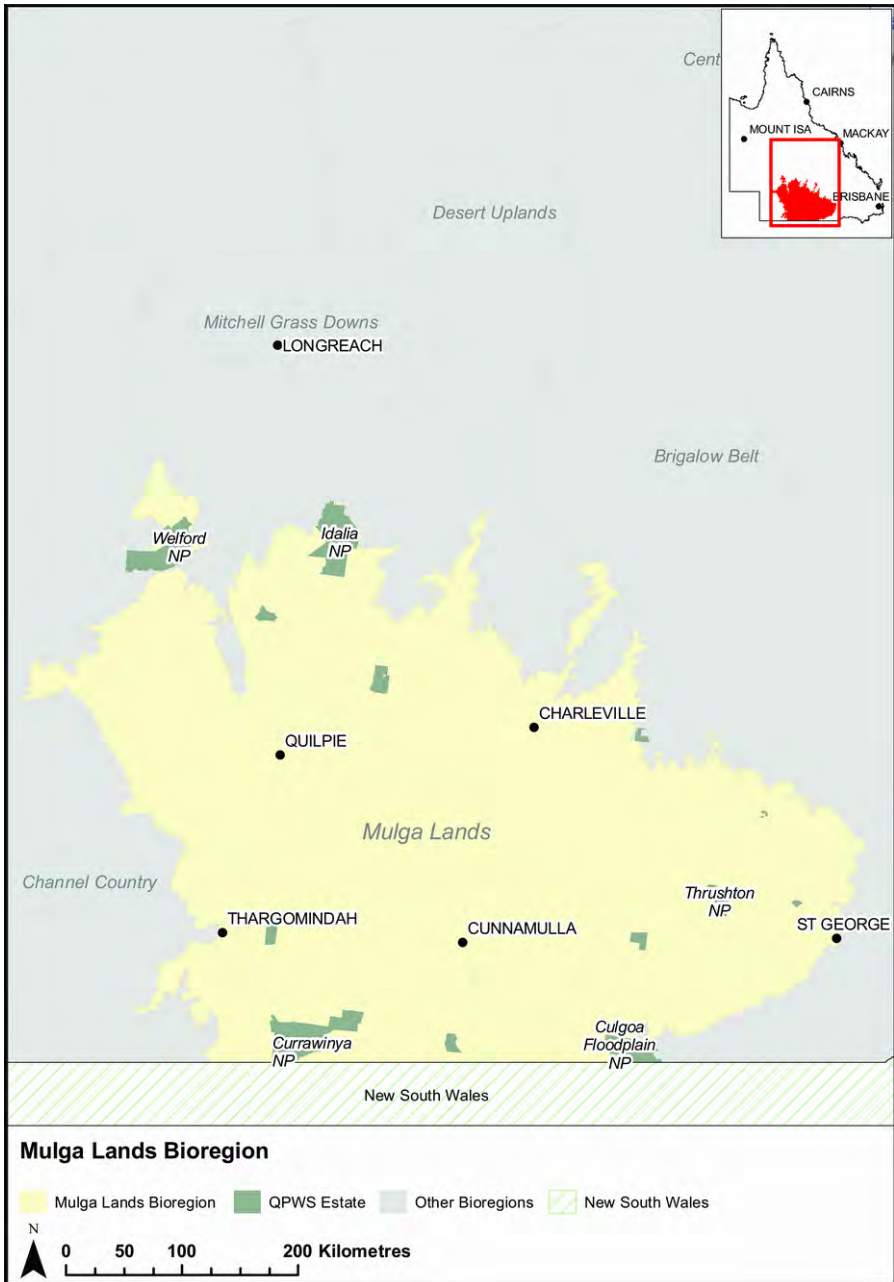 Cent
CAIRNS
MOUNT ISA
MACKAY
BRISBANE
Desert Uplands
Mitchell Grass Downs
LONGREACH
Brigalow Belt
Welford
NP
Idalia
NP
CHARLEVILLE
QUILPIE
Mulga Lands
Channel Country
Thrushton
NP
THARGOMINDAH
CUNNAMULLA
ST GEORGE
Currawinya
NP
Culgoa
Floodplain
NP
New South Wales
Mulga Lands Bioregion
Mulga Lands Bioregion QPWS Estate Other Bioregions New South Wales
N
0 50 100 200 Kilometres